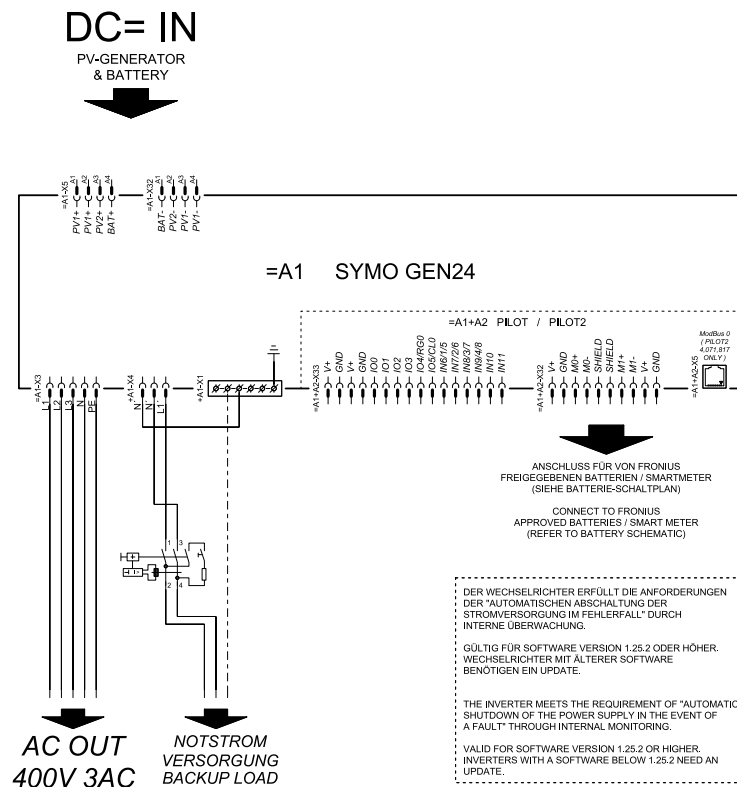 DC= IN
PV-GENERATOR
& BATTERY
=A1-X5
A1
A2
A3
A4
PV1+
PV1+
PV2+
BAT+
=A1-X32
A1
A2
A3
A4
BAT-
PV2-
PV1-
PV1-
=A1 SYMO GEN24
=A1+A2 PILOT / PILOT2
ModBus 0
( PILOT2
4,071,817
ONLY )
=A1-X3
L1
L2
L3
N
PE
+A1-X4
N´
N´
L1´
+A1-X1
=A1+A2-X33
V+
GND
V+
GND
IO0
IO1
IO2
IO3
IO4/RG0
IO5/CL0
IN6/1/5
IN7/2/6
IN8/3/7
IN9/4/8
IN10
IN11
=A1+A2-X32
V+
GND
M0+
M0-
SHIELD
SHIELD
M1+
M1-
V+
GND
=A1+A2-X5
ANSCHLUSS FÜR VON FRONIUS
FREIGEGEBENEN BATTERIEN / SMARTMETER
(SIEHE BATTERIE-SCHALTPLAN)
CONNECT TO FRONIUS
APPROVED BATTERIES / SMART METER
(REFER TO BATTERY SCHEMATIC)
1 3
2 4
DER WECHSELRICHTER ERFÜLLT DIE ANFORDERUNGEN
DER "AUTOMATISCHEN ABSCHALTUNG DER
STROMVERSORGUNG IM FEHLERFALL" DURCH
INTERNE ÜBERWACHUNG.
GÜLTIG FÜR SOFTWARE VERSION 1.25.2 ODER HÖHER.
WECHSELRICHTER MIT ÄLTERER SOFTWARE
BENÖTIGEN EIN UPDATE.
THE INVERTER MEETS THE REQUIREMENT OF "AUTOMATIC
SHUTDOWN OF THE POWER SUPPLY IN THE EVENT OF
A FAULT" THROUGH INTERNAL MONITORING.
VALID FOR SOFTWARE VERSION 1.25.2 OR HIGHER.
INVERTERS WITH A SOFTWARE BELOW 1.25.2 NEED AN
UPDATE.
AC OUT
400V 3AC
NOTSTROM
VERSORGUNG
BACKUP LOAD